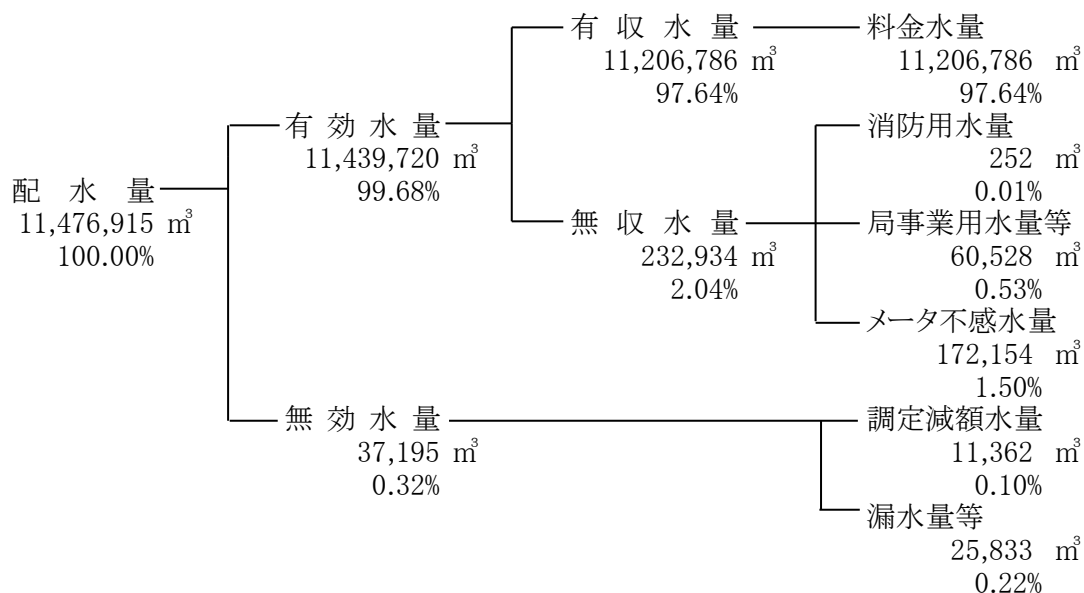 配水量
11,476,915 ㎥
100.00%
有効水量
11,439,720 ㎥
99.68%
有収水量
11,206,786 ㎥
97.64%
料金水量
11,206,786 ㎥
97.64%
無収水量
232,934 ㎥
2.04%
消防用水量
252 ㎥
0.01%
局事業用水量等
60,528 ㎥
0.53%
メータ不感水量
172,154 ㎥
1.50%
無効水量
37,195 ㎥
0.32%
調定減額水量
11,362 ㎥
0.10%
漏水量等
25,833 ㎥
0.22%